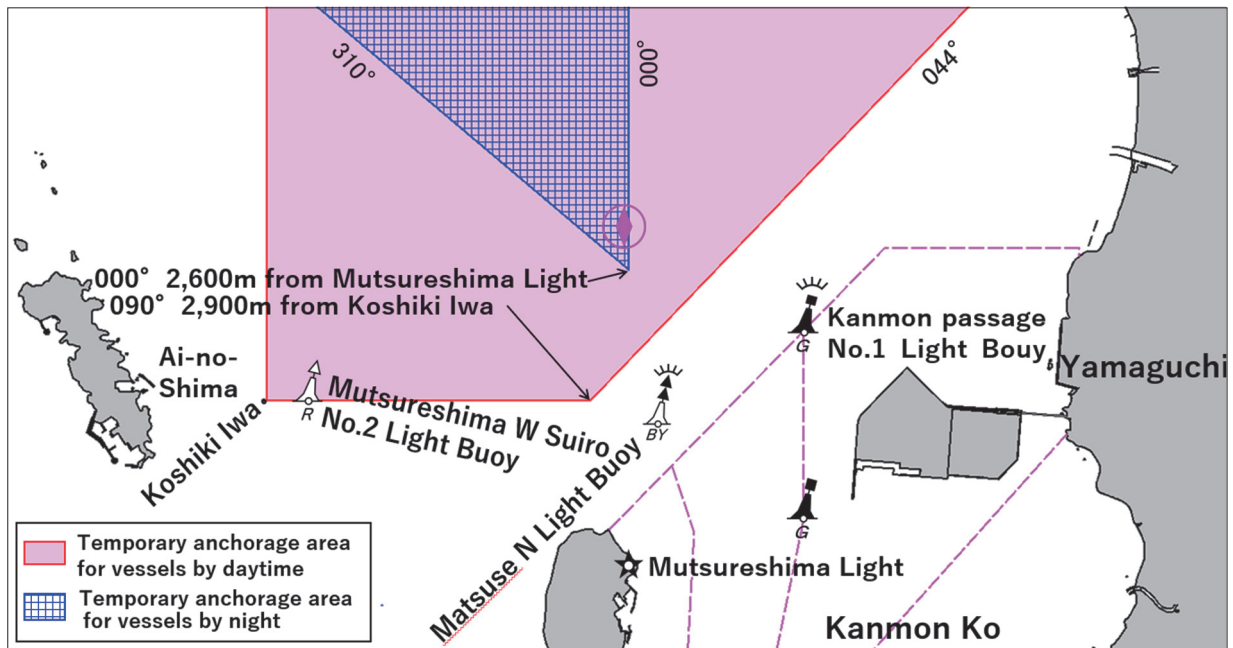 310°
000°
044°
000° 2,600m from Mutsureshima Light
090° 2,900m from Koshiki Iwa
Ai-no-
Shima
Koshiki Iwa
R
Mutsureshima W Suiro
No.2 Light Buoy
BY
Matsuse N Light Buoy
G
Kanmon passage
No.1 Light Bouy
Yamaguchi
G
Mutsureshima Light
Kanmon Ko
Temporary anchorage area
for vessels by daytime
Temporary anchorage area
for vessels by night